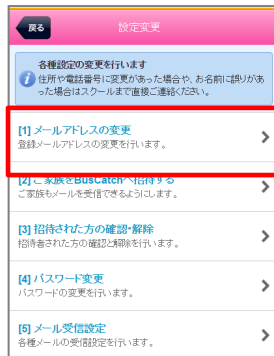 戻る
設定変更
各種設定の変更を行います
住所や電話番号に変更があった場合や、お名前に誤りがあ
った場合はスクールまで直接ご連絡ください。
[1] メールアドレスの変更
登録メールアドレスの変更を行います。
[2] ご家族をBusCatchへ招待する
ご家族もメールを受信できるようにします。
[3] 招待された方の確認・解除
招待者された方の確認と解除を行います。
[4] パスワード変更
パスワードの変更を行います。
[5] メール受信設定
各種メールの受信設定を行います。